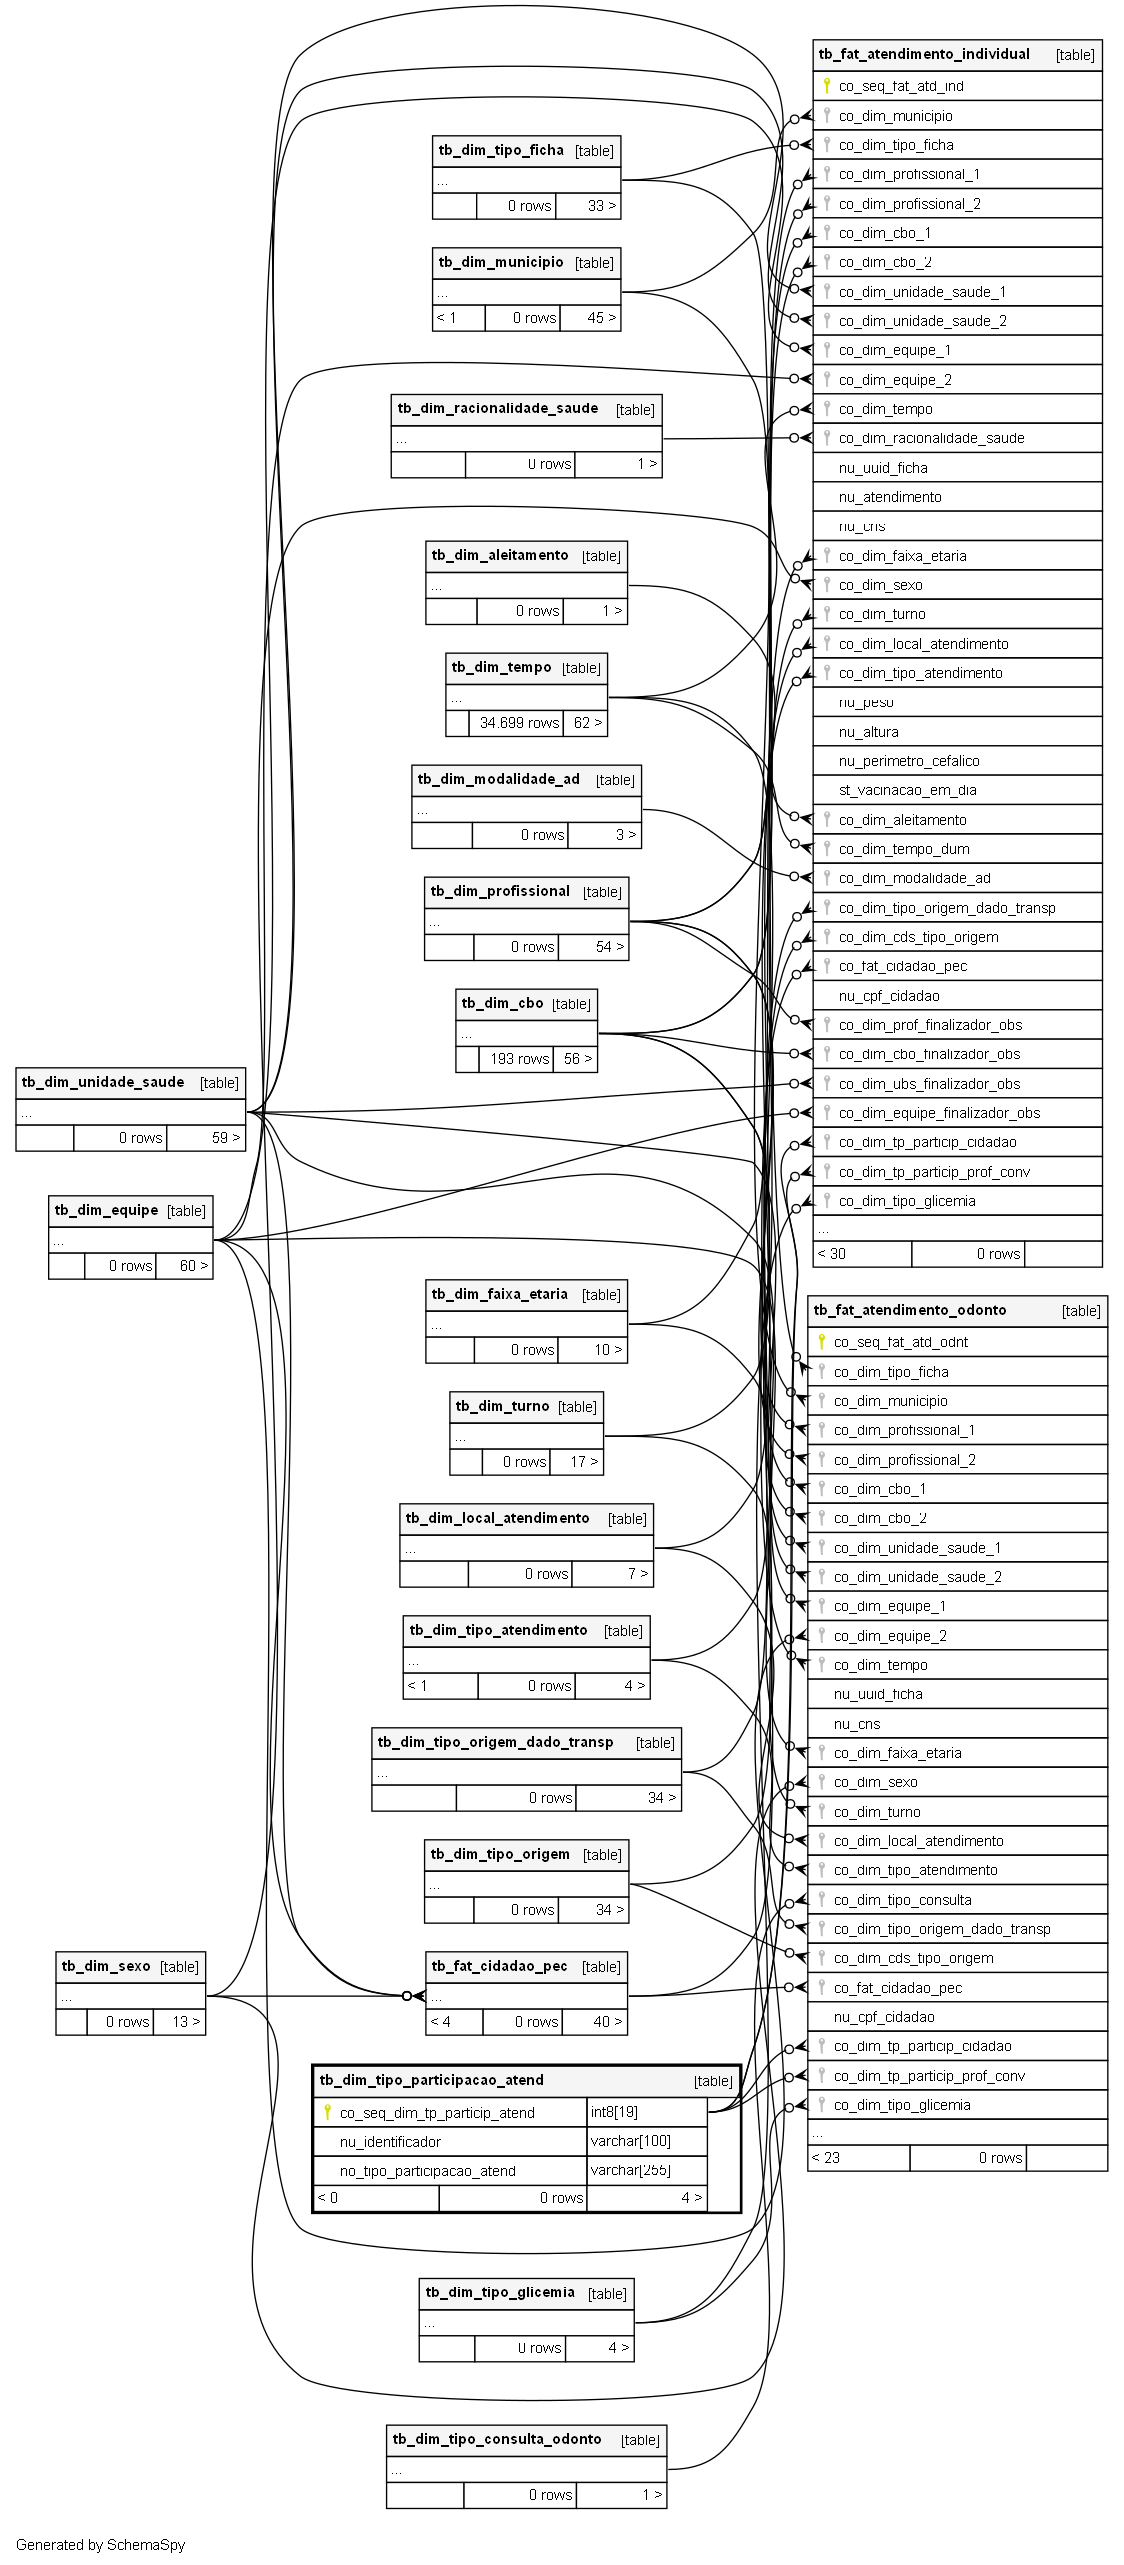 tb_fat_atendimento_individual [table]
co_seq_fat_atd_ind
co_dim_municipio
co_dim_tipo_ficha
co_dim_profissional_1
co_dim_profissional_2
co_dim_cbo_1
co_dim_cbo_2
co_dim_unidade_saude_1
co_dim_unidade_saude_2
co_dim_equipe_1
co_dim_equipe_2
co_dim_tempo
co_dim_racionalidade_saude
nu_uuid_ficha
nu_atendimento
nu_cns
co_dim_faixa_etaria
co_dim_sexo
co_dim_turno
co_dim_local_atendimento
co_dim_tipo_atendimento
nu_peso
nu_altura
nu_perimetro_cefalico
st_vacinacao_em_dia
co_dim_aleitamento
co_dim_tempo_dum
co_dim_modalidade_ad
co_dim_tipo_origem_dado_transp
co_dim_cds_tipo_origem
co_fat_cidadao_pec
nu_cpf_cidadao
co_dim_prof_finalizador_obs
co_dim_cbo_finalizador_obs
co_dim_ubs_finalizador_obs
co_dim_equipe_finalizador_obs
co_dim_tp_particip_cidadao
co_dim_tp_particip_prof_conv
co_dim_tipo_glicemia
...
< 30 0 rows
tb_dim_tipo_ficha [table]
...
0 rows 33 >
tb_dim_municipio [table]
...
< 1 0 rows 45 >
tb_dim_racionalidade_saude [table]
...
0 rows 1 >
tb_dim_aleitamento [table]
...
0 rows 1 >
tb_dim_tempo [table]
...
34.699 rows 62 >
tb_dim_modalidade_ad [table]
...
0 rows 3 >
tb_dim_profissional [table]
...
0 rows 54 >
tb_dim_cbo [table]
...
193 rows 56 >
tb_dim_unidade_saude [table]
...
0 rows 59 >
tb_dim_equipe [table]
...
0 rows 60 >
tb_dim_faixa_etaria [table]
...
0 rows 10 >
tb_dim_turno [table]
...
0 rows 17 >
tb_dim_local_atendimento [table]
...
0 rows 7 >
tb_dim_tipo_atendimento [table]
...
< 1 0 rows 4 >
tb_dim_tipo_origem_dado_transp [table]
...
0 rows 34 >
tb_dim_tipo_origem [table]
...
0 rows 34 >
tb_dim_sexo [table]
...
0 rows 13 >
tb_fat_cidadao_pec [table]
...
< 4 0 rows 40 >
tb_dim_tipo_participacao_atend [table]
co_seq_dim_tp_particip_atend int8[19]
nu_identificador varchar[100]
no_tipo_participacao_atend varchar[255]
< 0 0 rows 4 >
tb_dim_tipo_glicemia [table]
...
0 rows 4 >
tb_dim_tipo_consulta_odonto [table]
...
0 rows 1 >
tb_fat_atendimento_odonto [table]
co_seq_fat_atd_odnt
co_dim_tipo_ficha
co_dim_municipio
co_dim_profissional_1
co_dim_profissional_2
co_dim_cbo_1
co_dim_cbo_2
co_dim_unidade_saude_1
co_dim_unidade_saude_2
co_dim_equipe_1
co_dim_equipe_2
co_dim_tempo
nu_uuid_ficha
nu_cns
co_dim_faixa_etaria
co_dim_sexo
co_dim_turno
co_dim_local_atendimento
co_dim_tipo_atendimento
co_dim_tipo_consulta
co_dim_tipo_origem_dado_transp
co_dim_cds_tipo_origem
co_fat_cidadao_pec
nu_cpf_cidadao
co_dim_tp_particip_cidadao
co_dim_tp_particip_prof_conv
co_dim_tipo_glicemia
...
< 23 0 rows
Generated by SchemaSpy